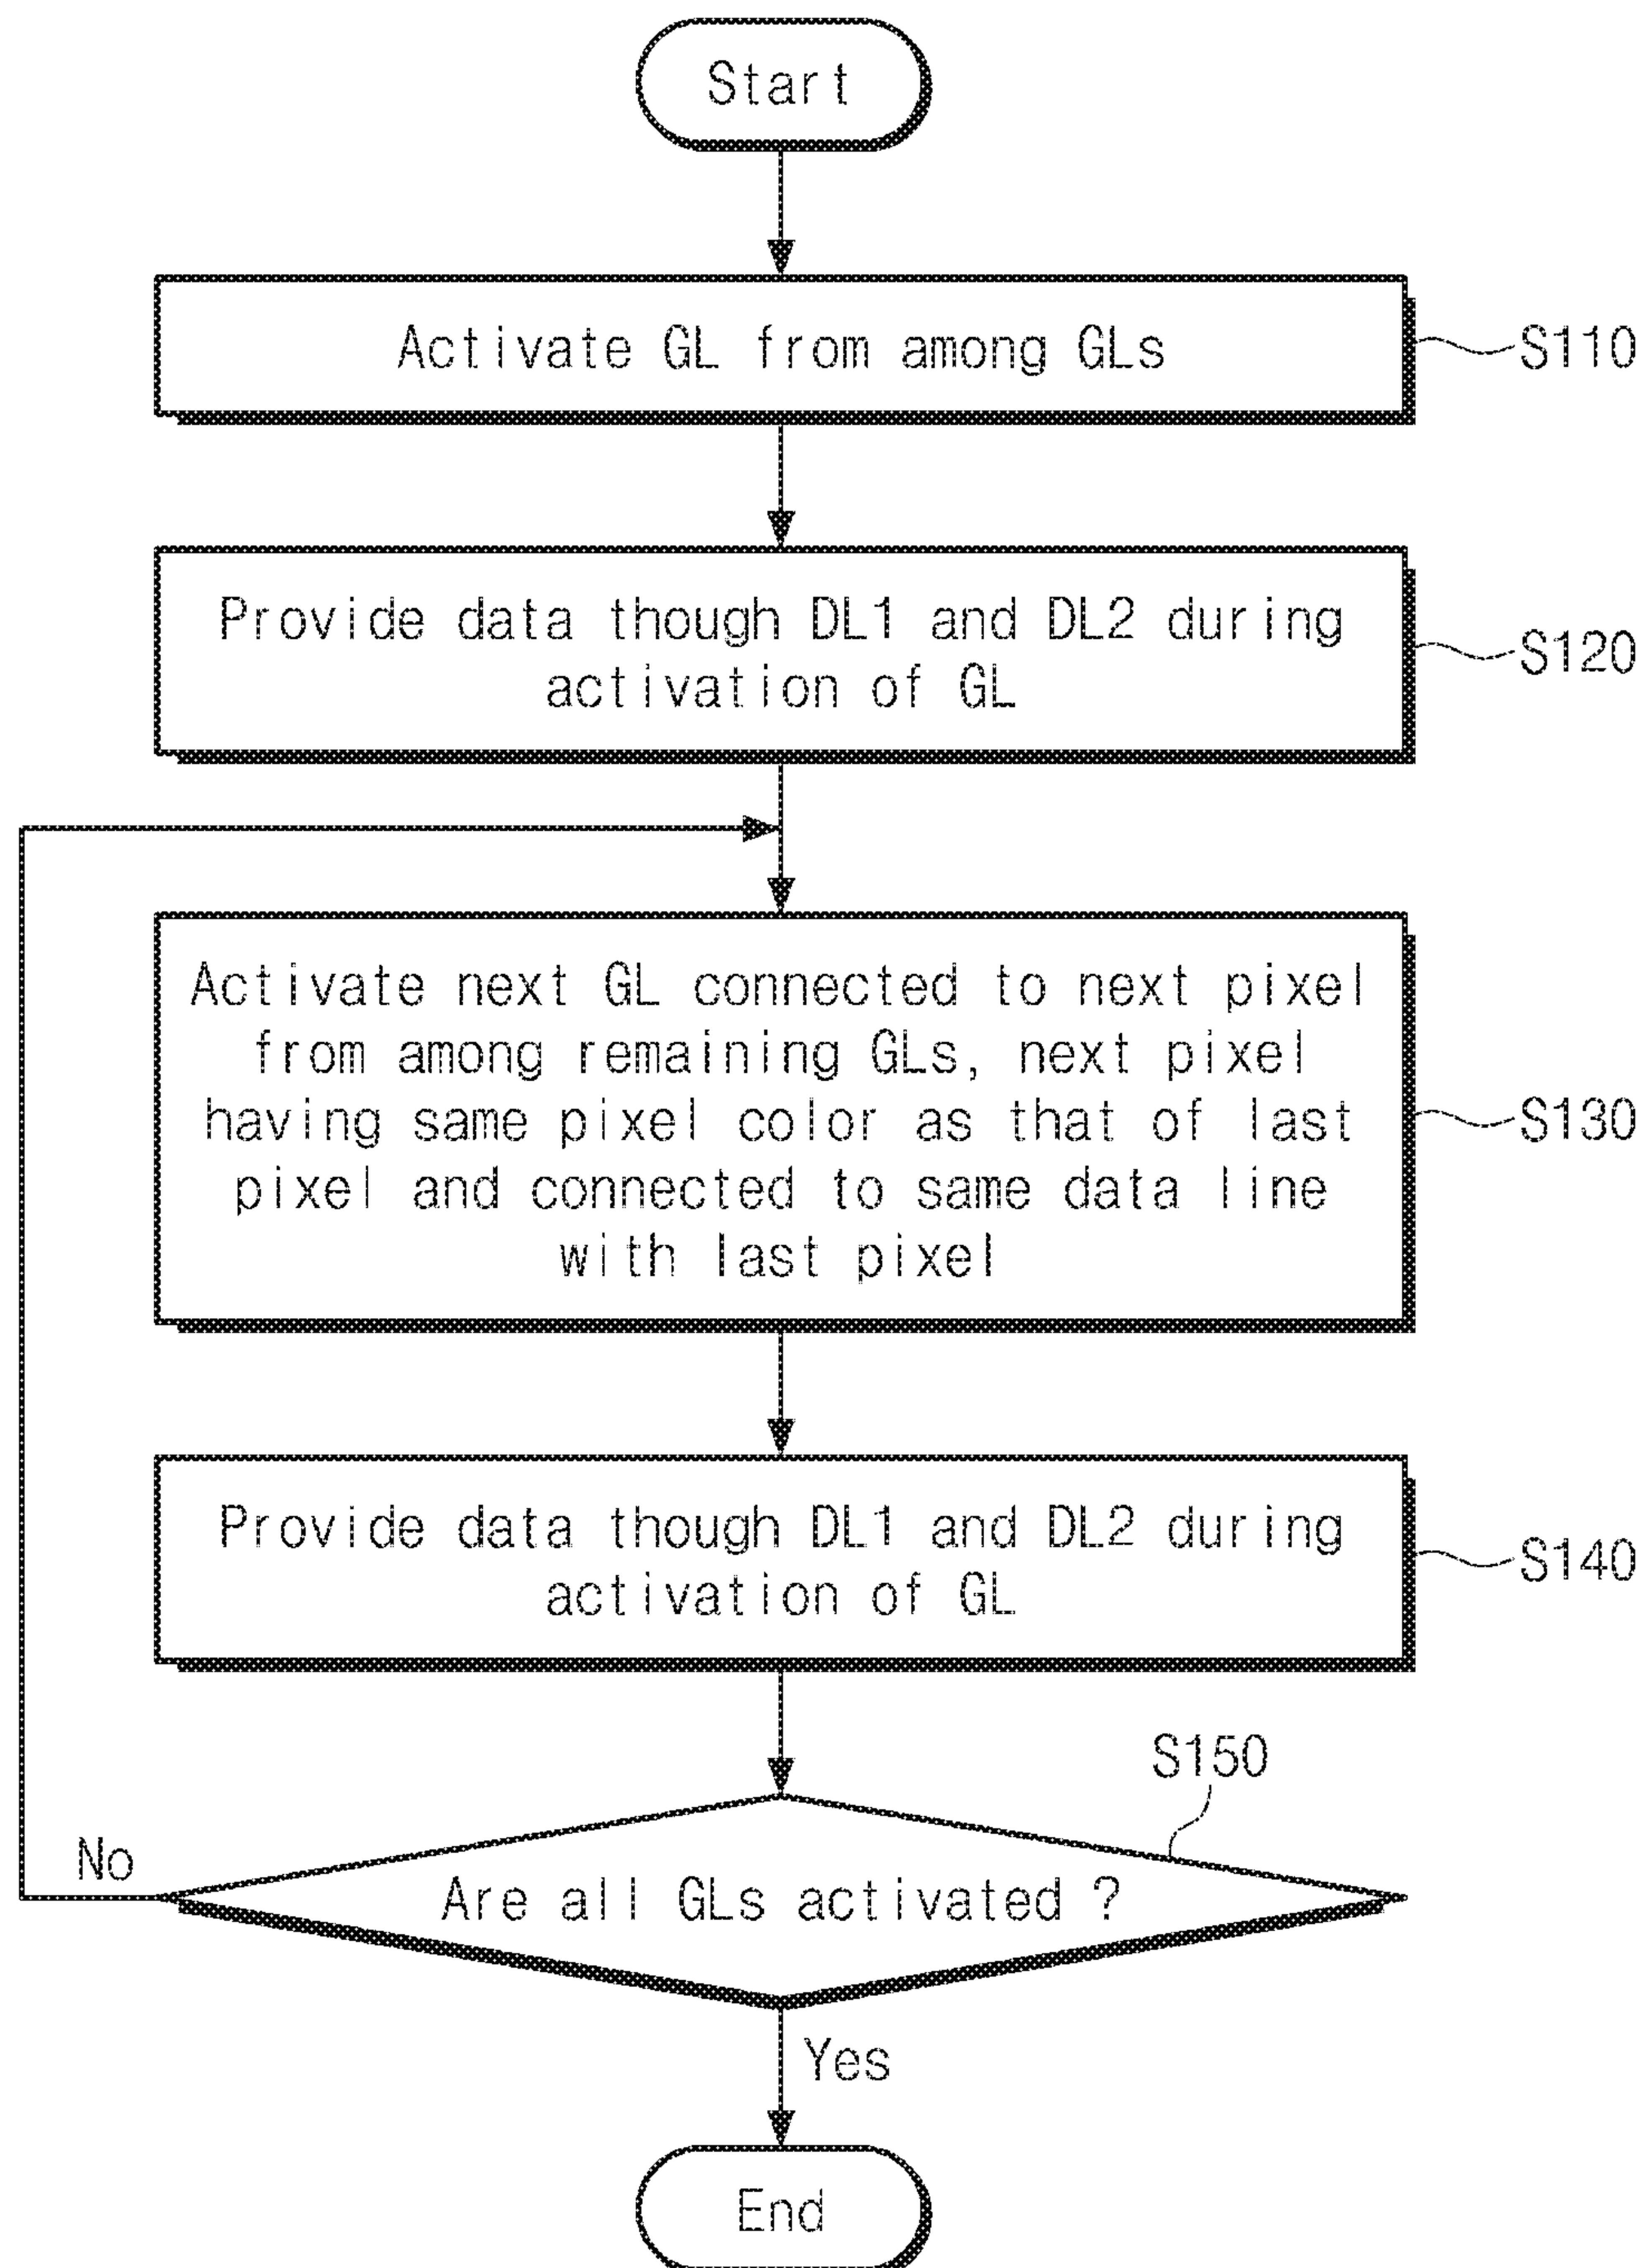 Start
Activate GL from among GLs
S110
Provide data though DL1 and DL2 during
activation of GL
S120
Activate next GL connected to next pixel
from among remaining GLs, next pixel
having same pixel color as that of last
pixel and connected to same data line
with last pixel
S130
Provide data though DL1 and DL2 during
activation of GL
S140
S150
No
Are all GLs activated ?
Yes
End